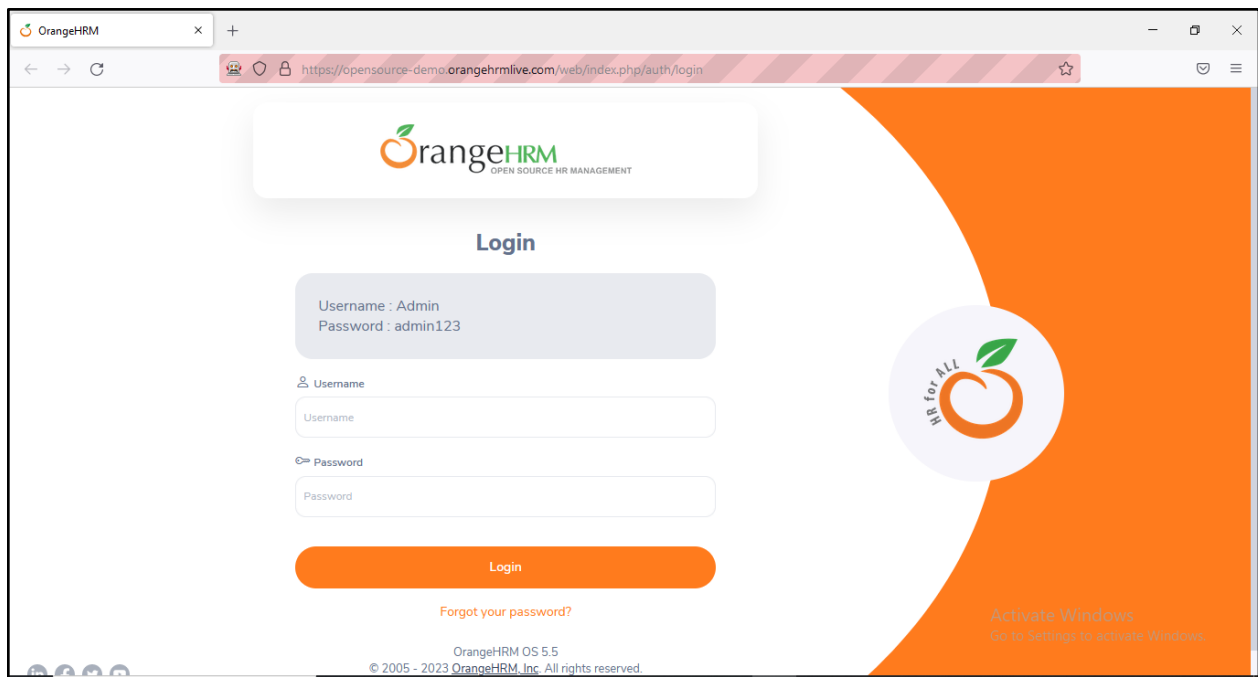 OrangeHRM
https://opensource-demo.orangehrmlive.com/web/index.php/auth/login
OrangeHRM
OPEN SOURCE HR MANAGEMENT
Login
Username : Admin
Password : admin123
Username
Username
Password
Password
Login
Forgot your password?
OrangeHRM OS 5.5
© 2005 - 2023 OrangeHRM, Inc. All rights reserved.
HR for ALL
Activate Windows
Go to Settings to activate Windows.